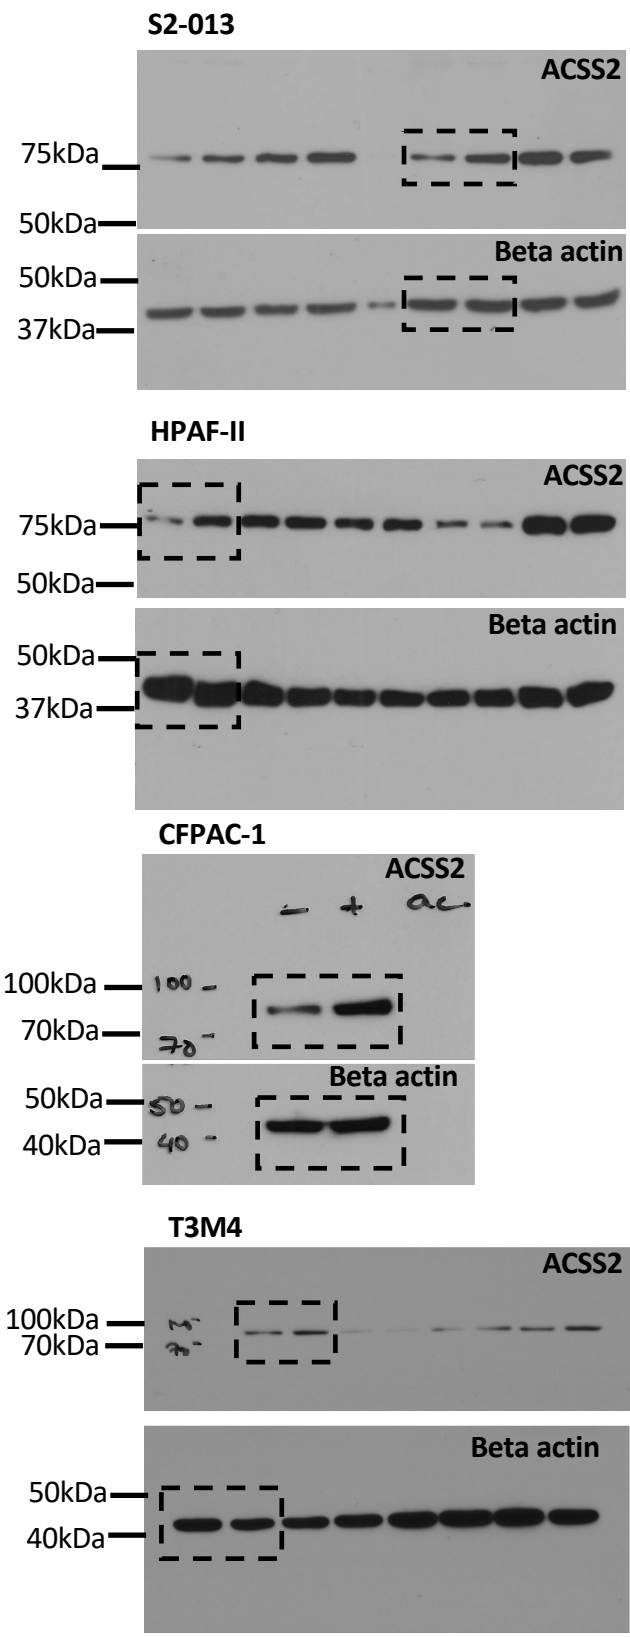 S2-013
ACSS2
75kDa
50kDa
Beta actin
50kDa
37kDa
HPAF-II
ACSS2
75kDa
50kDa
Beta actin
50kDa
37kDa
CFPAC-1
ACSS2
- + ac
100kDa 100 -
70kDa 70 -
Beta actin
50kDa 50 -
40kDa 40 -
T3M4
ACSS2
100kDa
70kDa 70 -
Beta actin
50kDa
40kDa